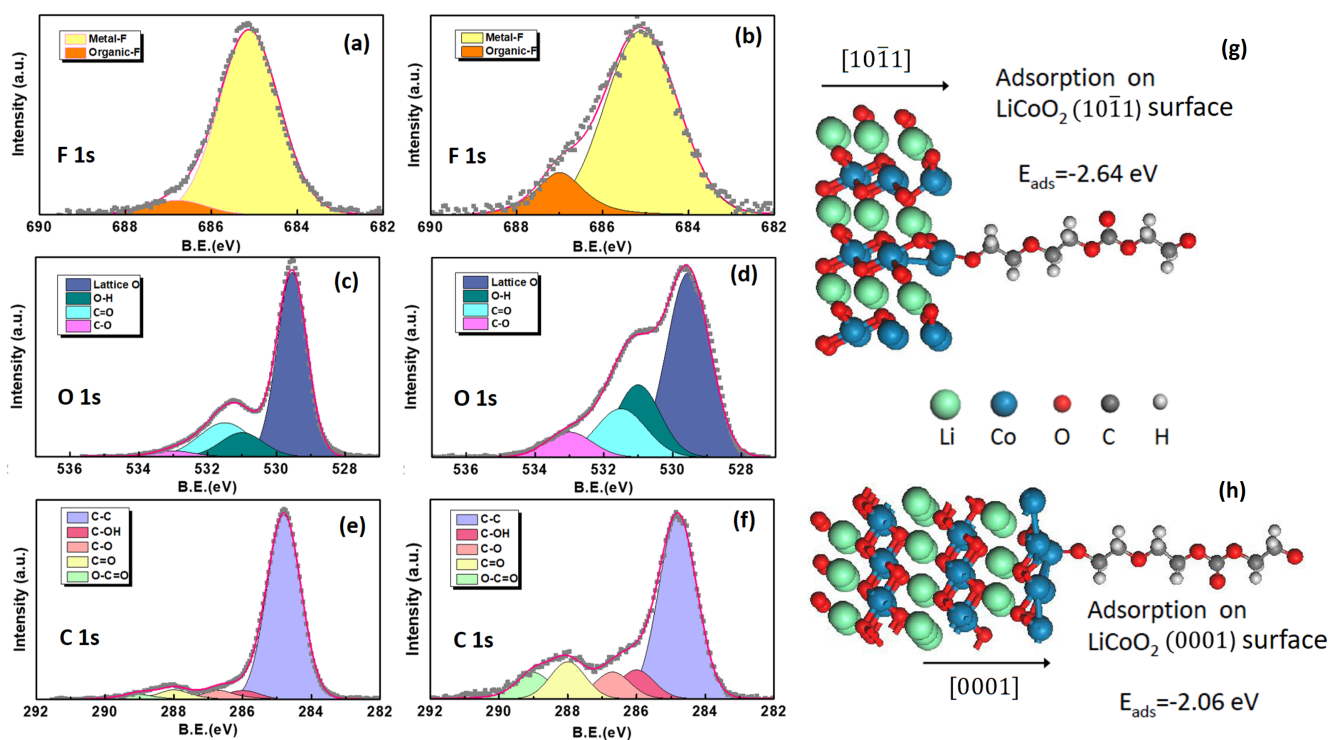 (a)
Metal-F
Organic-F
F 1s
Intensity (a.u.)
690 688 686 684 682
B.E.(eV)
(b)
Metal-F
Organic-F
F 1s
Intensity (a.u.)
690 688 686 684 682
B.E.(eV)
(c)
Lattice O
O-H
C=O
C-O
O 1s
Intensity (a.u.)
536 534 532 530 528
B.E.(eV)
(d)
Lattice O
O-H
C=O
C-O
O 1s
Intensity (a.u.)
536 534 532 530 528
B.E.(eV)
(e)
C-C
C-OH
C-O
C=O
O-C=O
C 1s
Intensity (a.u.)
292 290 288 286 284 282
B.E.(eV)
(f)
C-C
C-OH
C-O
C=O
O-C=O
C 1s
Intensity (a.u.)
292 290 288 286 284 282
B.E.(eV)
(g)
[101̄1]
Adsorption on
LiCoO₂ (101̄1) surface
Eads=-2.64 eV
Li Co O C H
(h)
Adsorption on
LiCoO₂ (0001) surface
[0001]
Eads=-2.06 eV